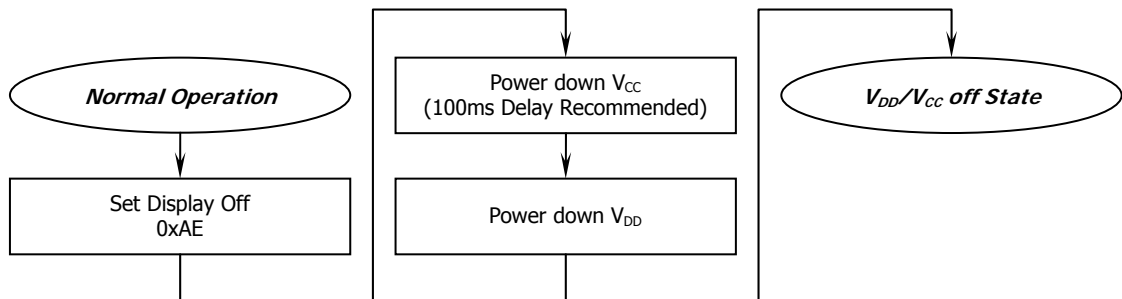 Normal Operation
Set Display Off
0xAE
Power down VCC
(100ms Delay Recommended)
Power down VDD
VDD/VCC off State